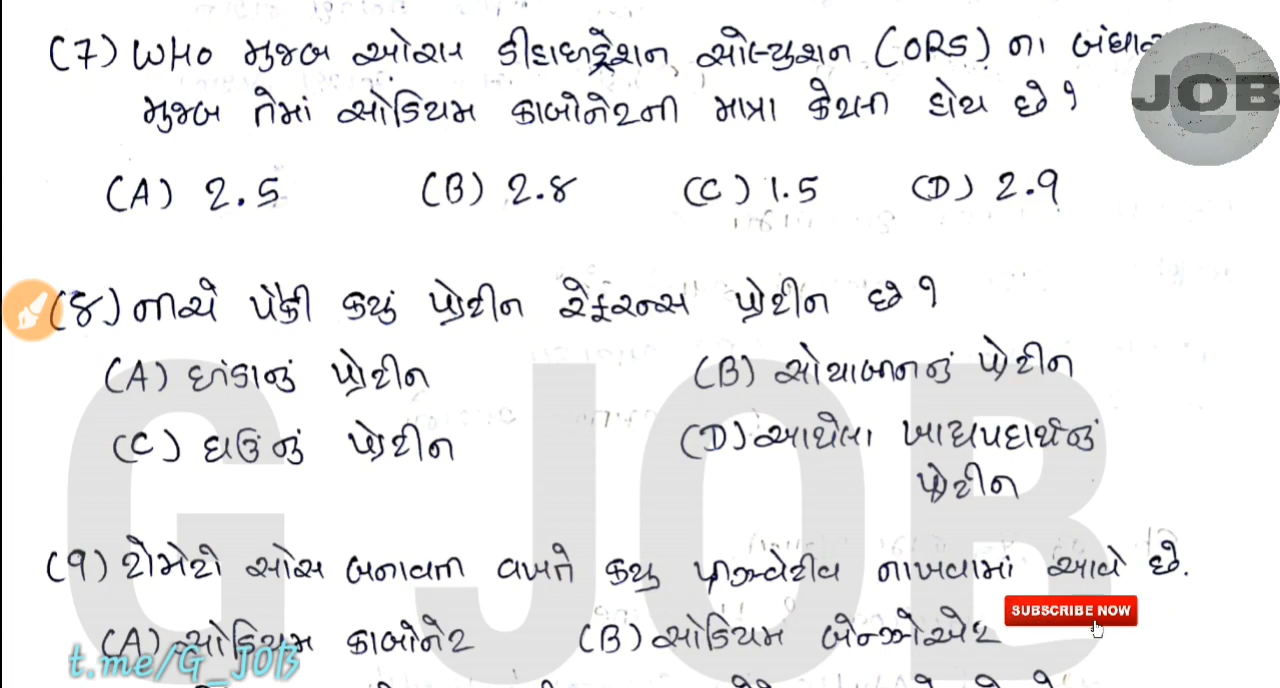 (7) WHO મુજબ ઓરલ ડીહાઇડ્રેશન સોલ્યુશન (ORS) ના
મુજબ તેમાં સોડિયમ કાર્બોનેટની માત્રા કેટલી હોય છે ?
(A) 2.5 (B) 2.8 (C) 1.5 (D) 2.9
(8) નીચે પૈકી કયું પ્રોટીન રેફરન્સ પ્રોટીન છે ?
(A) ઇંડાનું પ્રોટીન (B) સોયાબીનનું પ્રોટીન
(C) ઘઉંનું પ્રોટીન (D) આથેલા ખાદ્યપદાર્થનું
પ્રોટીન
(9) ટોમેટો સોસ બનાવતી વખતે કયુ પ્રીઝર્વેટીવ નાખવામાં આવે છે.
(A) સોડિયમ કાર્બોનેટ (B) સોડિયમ બેન્ઝોએટ
G JOB
JOB
SUBSCRIBE NOW
t.me/G_JOB